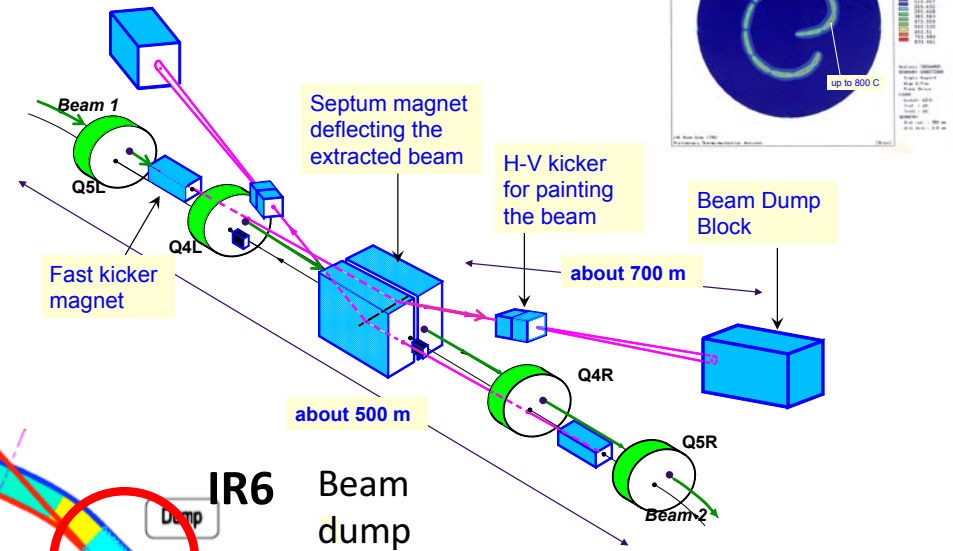 up to 800 C
Beam 1
Septum magnet
deflecting the
extracted beam
H-V kicker
for painting
the beam
Beam Dump
Block
Q5L
Q4L
Fast kicker
magnet
about 700 m
about 500 m
Q4R
Q5R
Beam 2
IR6
Beam
dump
Dump